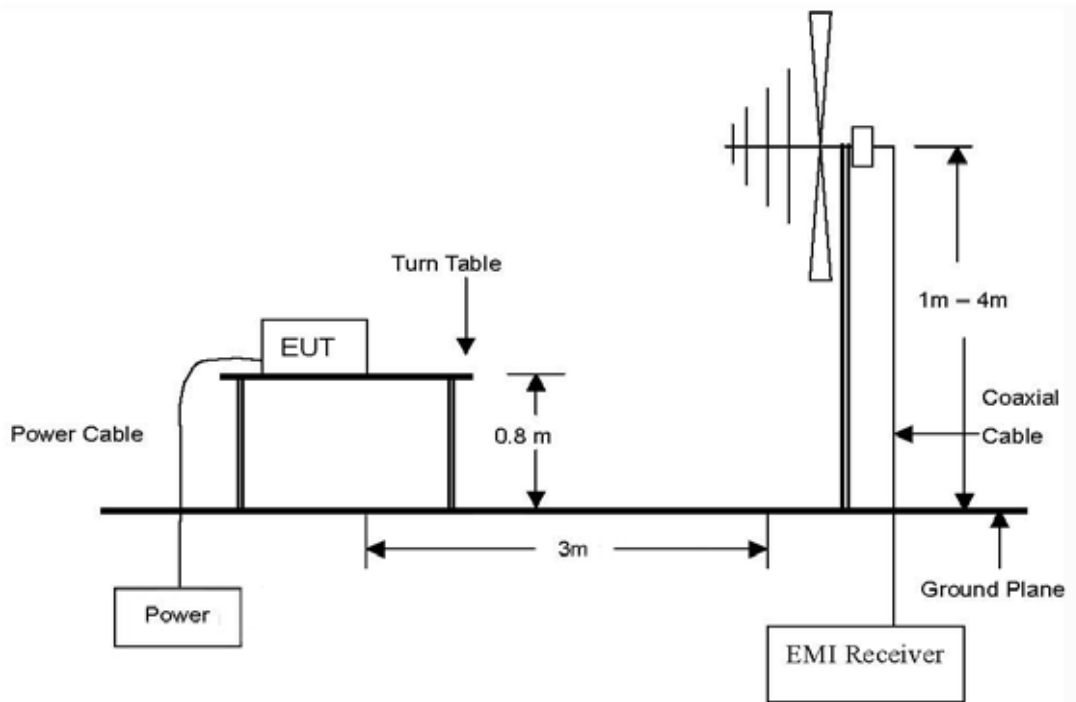 Turn Table
EUT
1m – 4m
Coaxial
Cable
0.8 m
Power Cable
3m
Ground Plane
Power
EMI Receiver